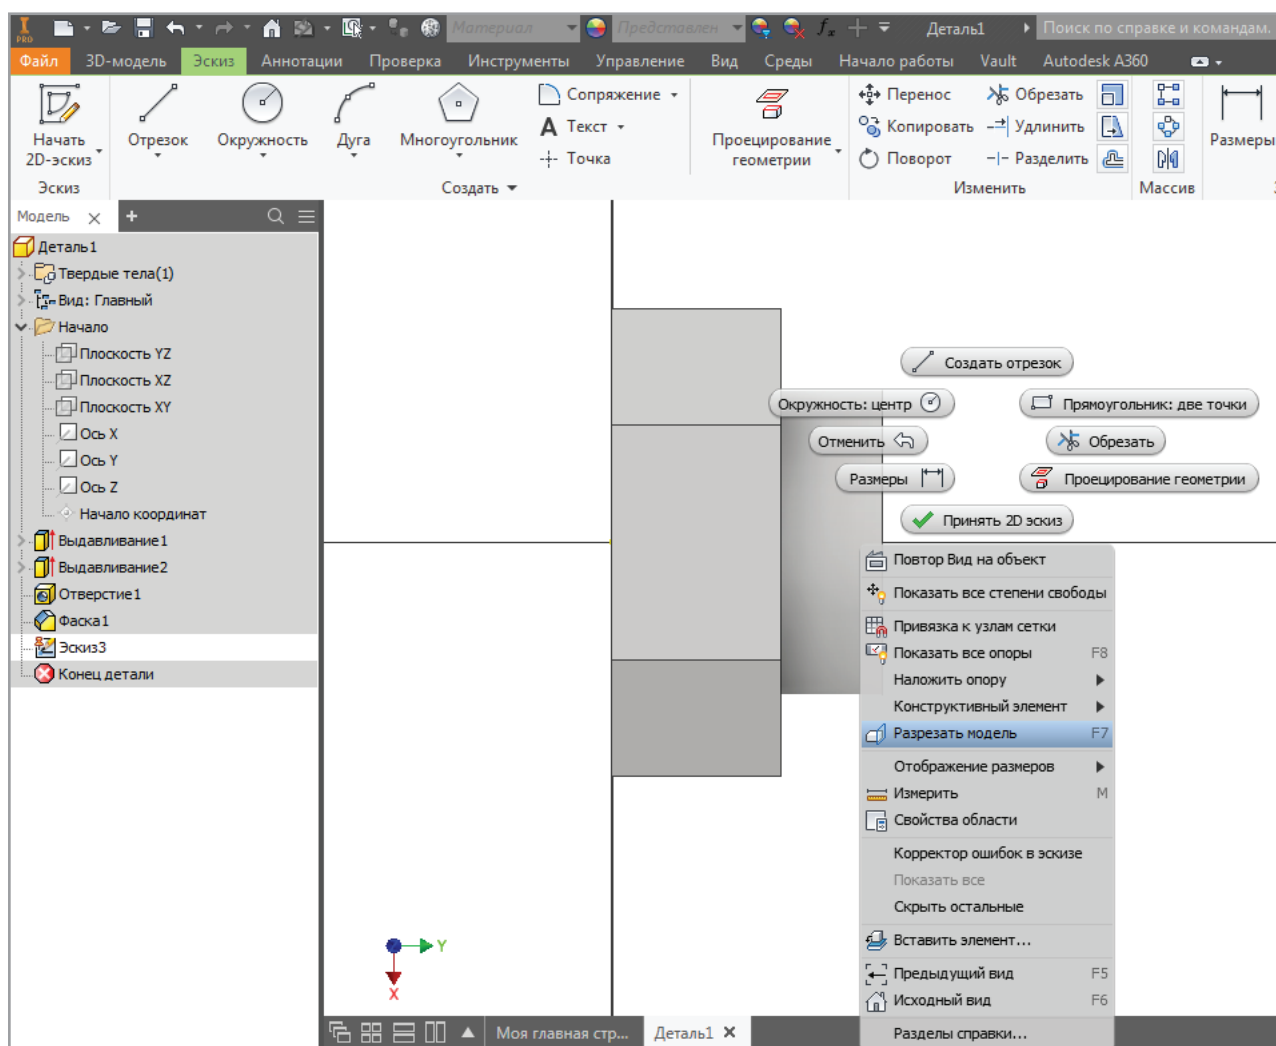 PRO Материал Представлен fx Деталь1 Поиск по справке и командам.
Файл 3D-модель Эскиз Аннотации Проверка Инструменты Управление Вид Среды Начало работы Vault Autodesk A360
Начать 2D-эскиз
Отрезок
Окружность
Дуга
Многоугольник
Сопряжение
A Текст
Точка
Проецирование геометрии
Перенос
Копировать
Поворот
Обрезать
Удлинить
Разделить
Размеры
Эскиз Создать Изменить Массив
Модель
Деталь1
Твердые тела(1)
Вид: Главный
Начало
Плоскость YZ
Плоскость XZ
Плоскость XY
Ось X
Ось Y
Ось Z
Начало координат
Выдавливание1
Выдавливание2
Отверстие1
Фаска1
Эскиз3
Конец детали
Создать отрезок
Окружность: центр
Прямоугольник: две точки
Отменить
Обрезать
Размеры
Проецирование геометрии
Принять 2D эскиз
Повтор Вид на объект
Показать все степени свободы
Привязка к узлам сетки
Показать все опоры F8
Наложить опору
Конструктивный элемент
Разрезать модель F7
Отображение размеров
Измерить M
Свойства области
Корректор ошибок в эскизе
Показать все
Скрыть остальные
Вставить элемент...
Предыдущий вид F5
Исходный вид F6
Разделы справки...
Y
X
Моя главная стр... Деталь1